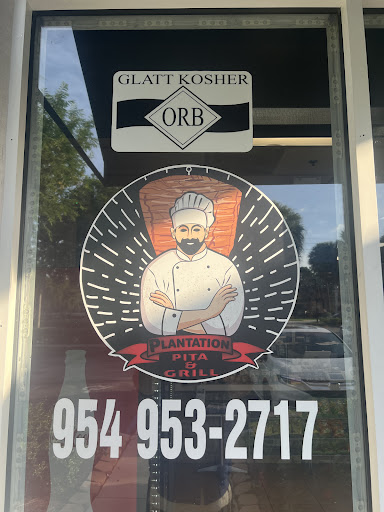 GLATT KOSHER
ORB
PLANTATION
PITA
&
GRILL
954 953-2717